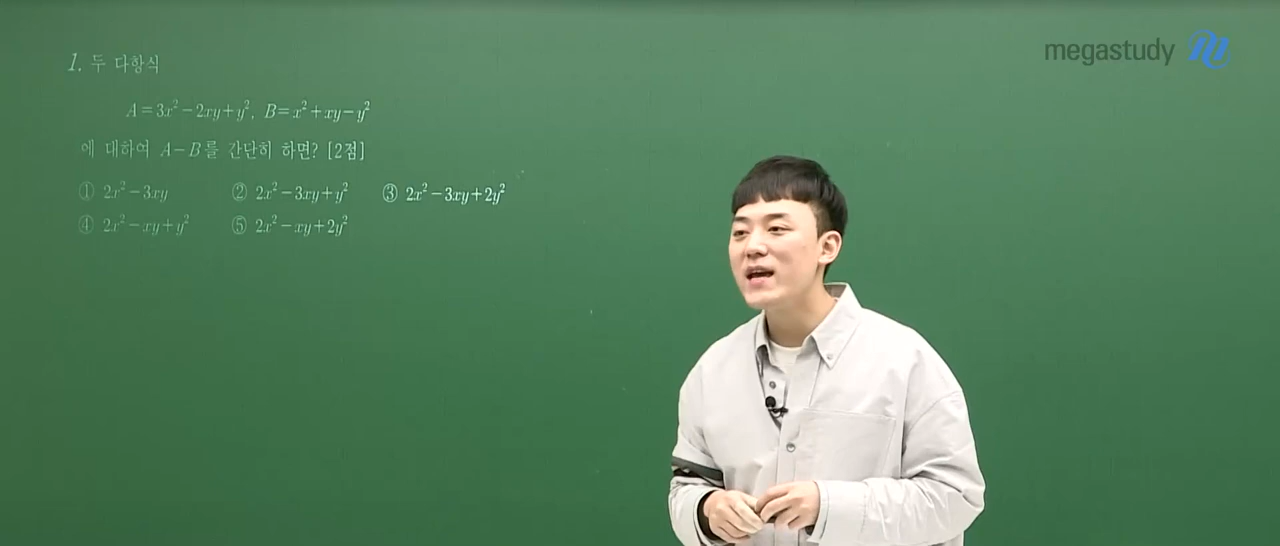 megastudy
1. 두 다항식
A=3x²-2xy+y², B=x²+xy-y²
에 대하여 A-B를 간단히 하면? [2점]
① 2x²-3xy ② 2x²-3xy+y² ③ 2x²-3xy+2y²
④ 2x²-xy+y² ⑤ 2x²-xy+2y²